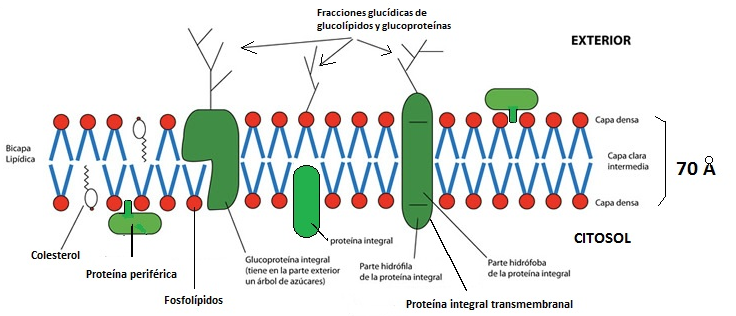 Fracciones glucídicas de
glucolípidos y glucoproteínas
EXTERIOR
Capa densa
Bicapa
Lipídica
Capa clara
intermedia
70 Å
Capa densa
CITOSOL
Colesterol
Proteína periférica
Fosfolípidos
Glucoproteína integral
(tiene en la parte exterior
un árbol de azúcares)
proteína integral
Parte hidrófila
de la proteína integral
Parte hidrófoba
de la proteína integral
Proteína integral transmembranal